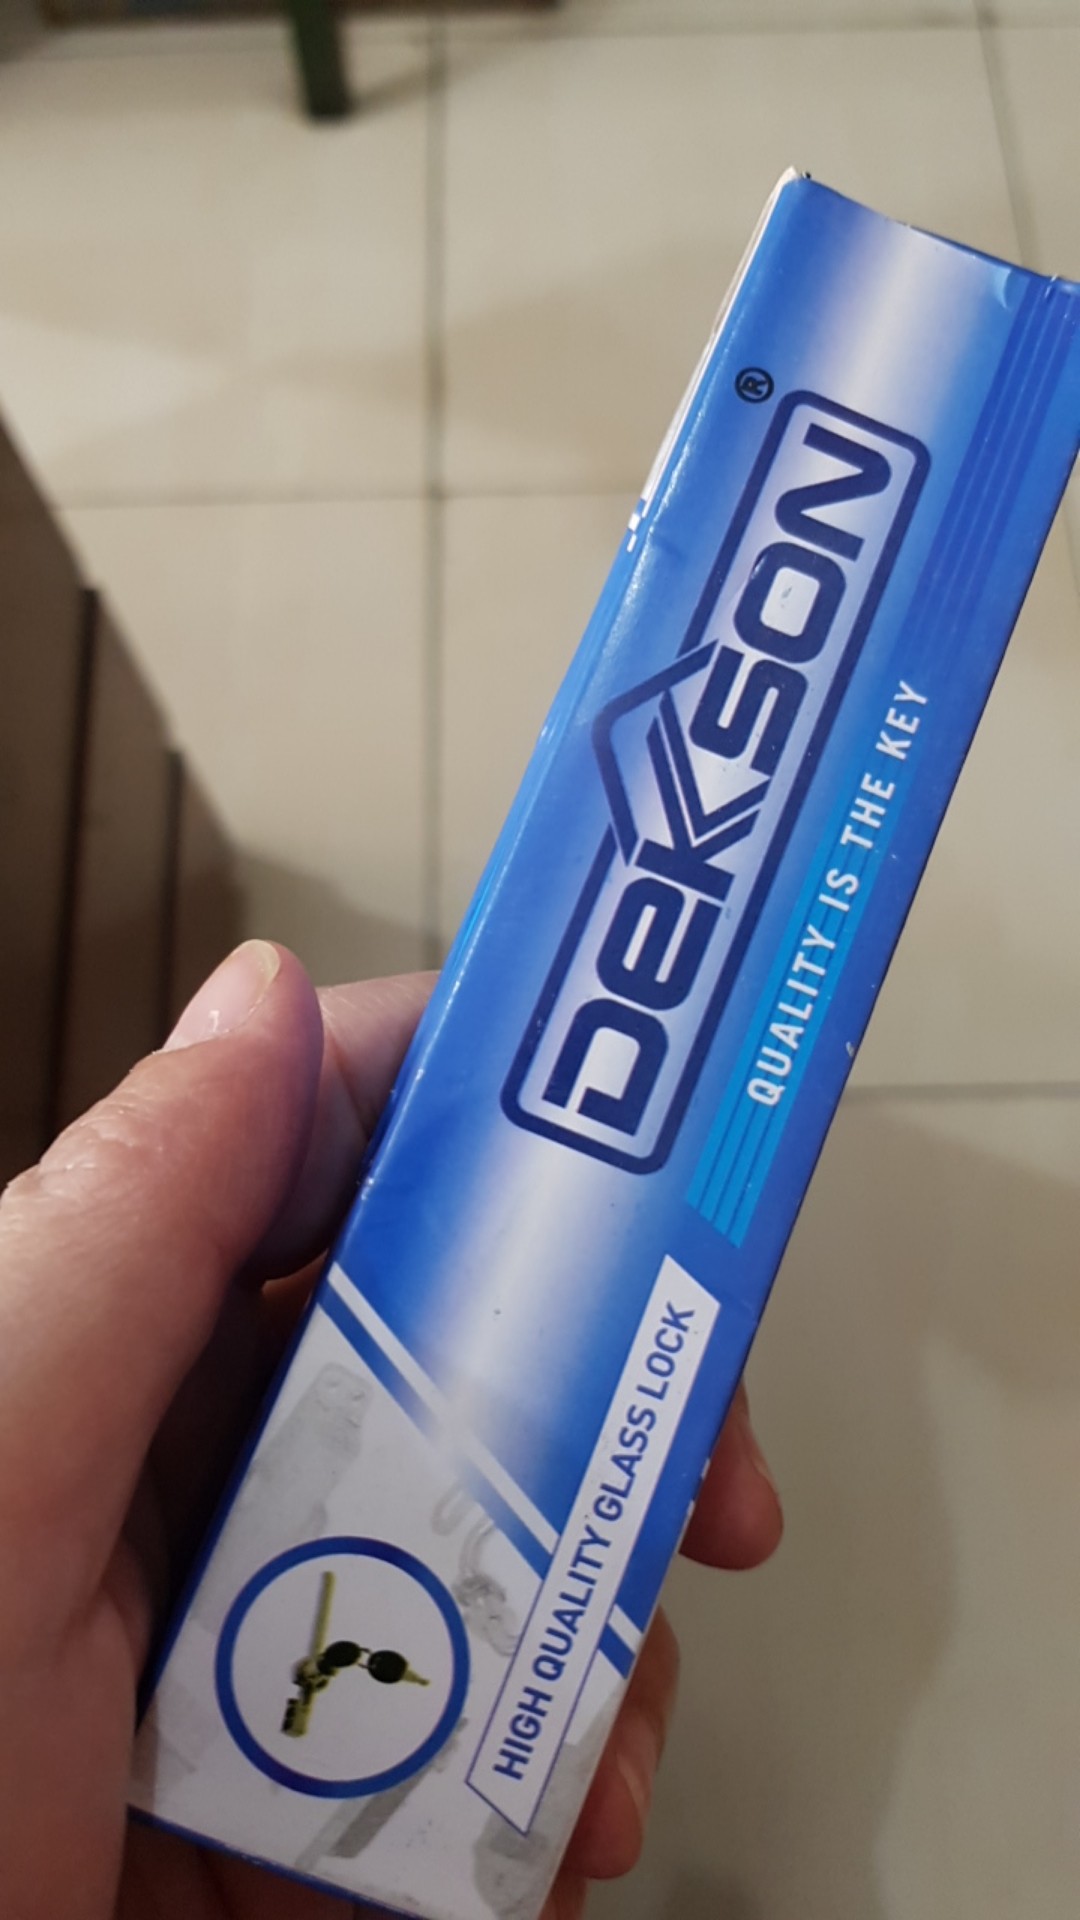 DEKSON®
QUALITY IS THE KEY
HIGH QUALITY GLASS LOCK